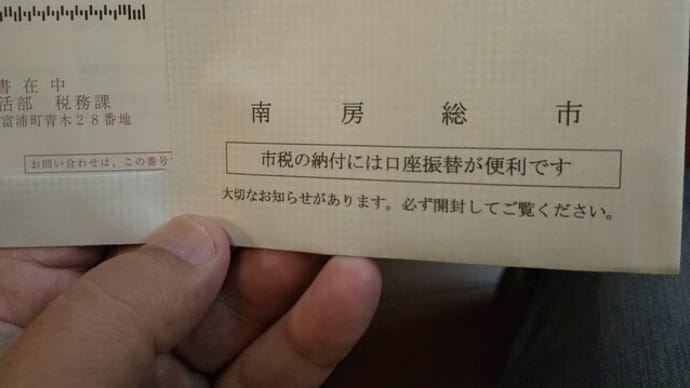 書在中
活部 税務課
富浦町青木28番地
お問い合わせは、この番号
南房総市
市税の納付には口座振替が便利です
大切なお知らせがあります。必ず開封してご覧ください。